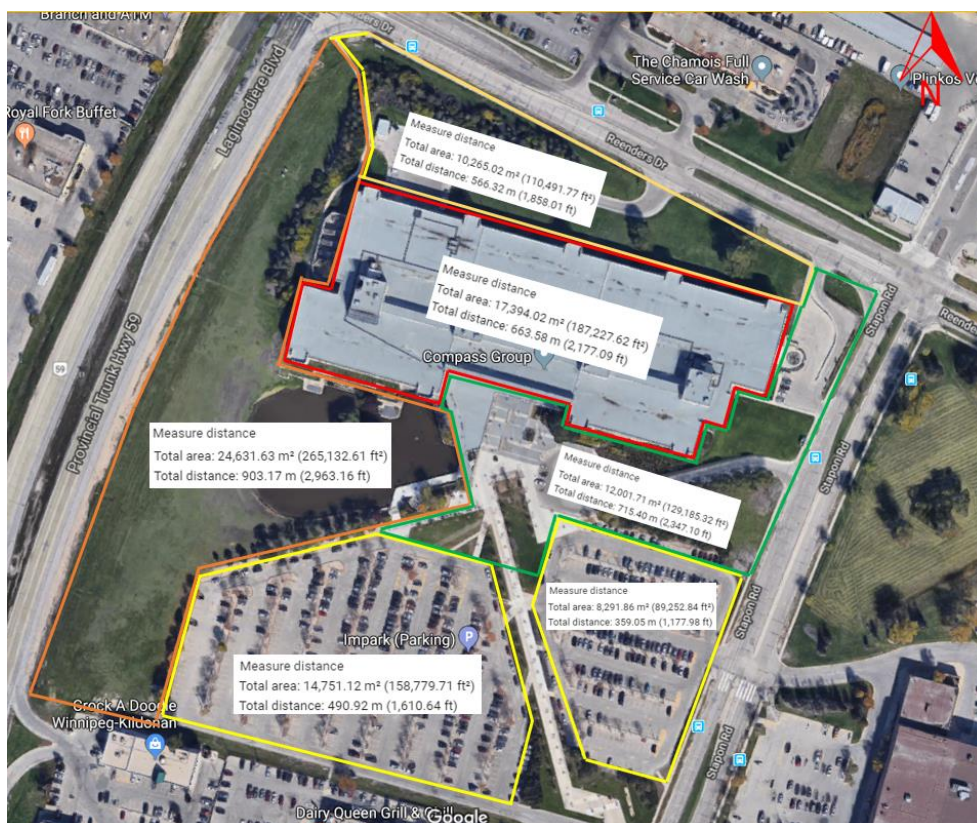 Branch and ATM
Reenders Dr
Lagimodière Blvd
The Chamois Full
Service Car Wash
Plinkos
N
Royal Fork Buffet
Reenders Dr
Measure distance
Total area: 10,265.02 m² (110,491.77 ft²)
Total distance: 566.32 m (1,858.01 ft)
Measure distance
Total area: 17,394.02 m² (187,227.62 ft²)
Total distance: 663.58 m (2,177.09 ft)
Compass Group
Stapon Rd
59
Provincial Trunk Hwy 59
Measure distance
Total area: 24,631.63 m² (265,132.61 ft²)
Total distance: 903.17 m (2,963.16 ft)
Measure distance
Total area: 12,001.71 m² (129,185.32 ft²)
Total distance: 715.40 m (2,347.10 ft)
Stapon Rd
Measure distance
Total area: 8,291.86 m² (89,252.84 ft²)
Total distance: 359.05 m (1,177.98 ft)
Stapon Rd
Impark (Parking)
P
Measure distance
Total area: 14,751.12 m² (158,779.71 ft²)
Total distance: 490.92 m (1,610.64 ft)
Crock A Doodle
Winnipeg-Kildonan
Stapon Rd
Dairy Queen Grill & Chill
Google